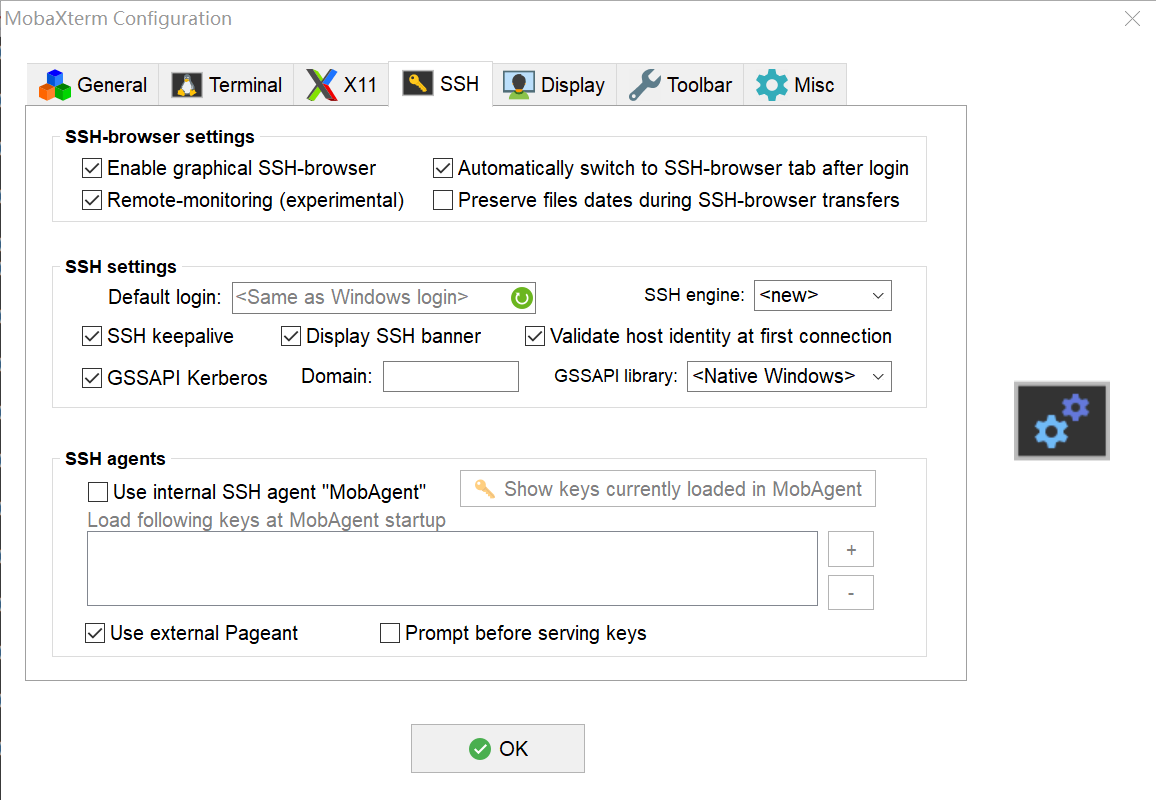 MobaXterm Configuration
General Terminal X11 SSH Display Toolbar Misc
SSH-browser settings
Enable graphical SSH-browser Automatically switch to SSH-browser tab after login
Remote-monitoring (experimental) Preserve files dates during SSH-browser transfers
SSH settings
Default login: <Same as Windows login> SSH engine: <new>
SSH keepalive Display SSH banner Validate host identity at first connection
GSSAPI Kerberos Domain: GSSAPI library: <Native Windows>
SSH agents
Use internal SSH agent "MobAgent" Show keys currently loaded in MobAgent
Load following keys at MobAgent startup
+
-
Use external Pageant Prompt before serving keys
OK